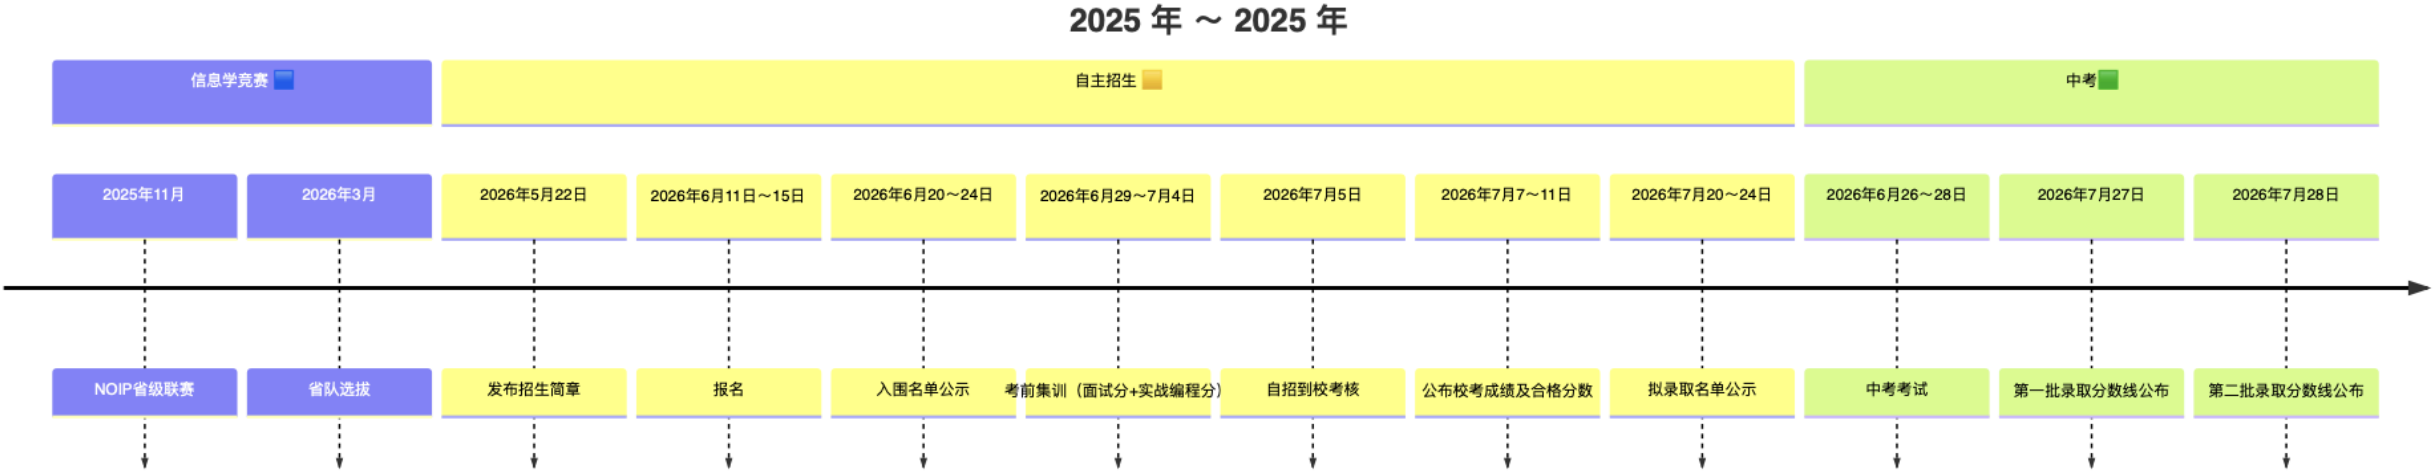 2025 年 ～ 2025 年
信息学竞赛 🟦
自主招生 🟨
中考🟩
2025年11月
2026年3月
2026年5月22日
2026年6月11日～15日
2026年6月20～24日
2026年6月29～7月4日
2026年7月5日
2026年7月7～11日
2026年7月20～24日
2026年6月26～28日
2026年7月27日
2026年7月28日
NOIP省级联赛
省队选拔
发布招生简章
报名
入围名单公示
考前集训（面试分+实战编程分）
自招到校考核
公布校考成绩及合格分数
拟录取名单公示
中考考试
第一批录取分数线公布
第二批录取分数线公布